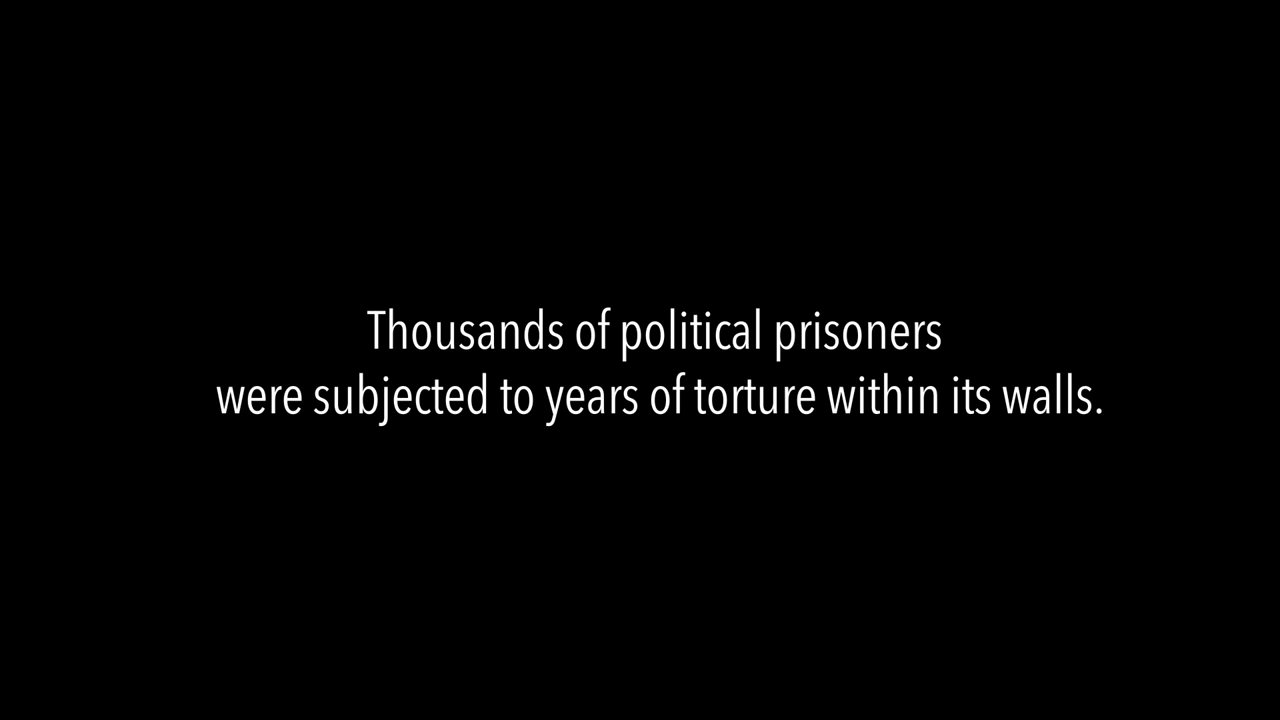 Thousands of political prisoners
were subjected to years of torture within its walls.